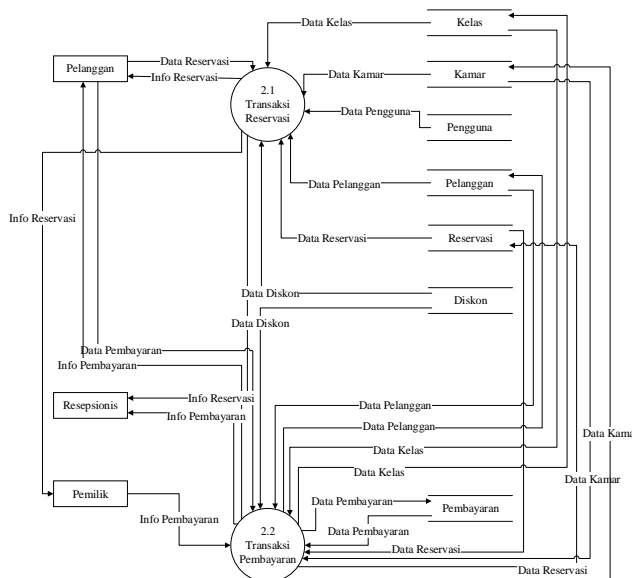 Data Kelas
Kelas
Data Reservasi
Pelanggan
Info Reservasi
Data Kamar
Kamar
2.1
Transaksi
Reservasi
Data Pengguna
Pengguna
Data Pelanggan
Pelanggan
Info Reservasi
Data Reservasi
Reservasi
Data Diskon
Diskon
Data Diskon
Data Pembayaran
Info Pembayaran
Info Reservasi
Resepsionis
Info Pembayaran
Data Pelanggan
Data Pelanggan
Data Kamar
Data Kelas
Data Kelas
Data Kamar
Pemilik
Data Pembayaran
Pembayaran
Info Pembayaran
2.2
Transaksi
Pembayaran
Data Pembayaran
Data Reservasi
Data Reservasi